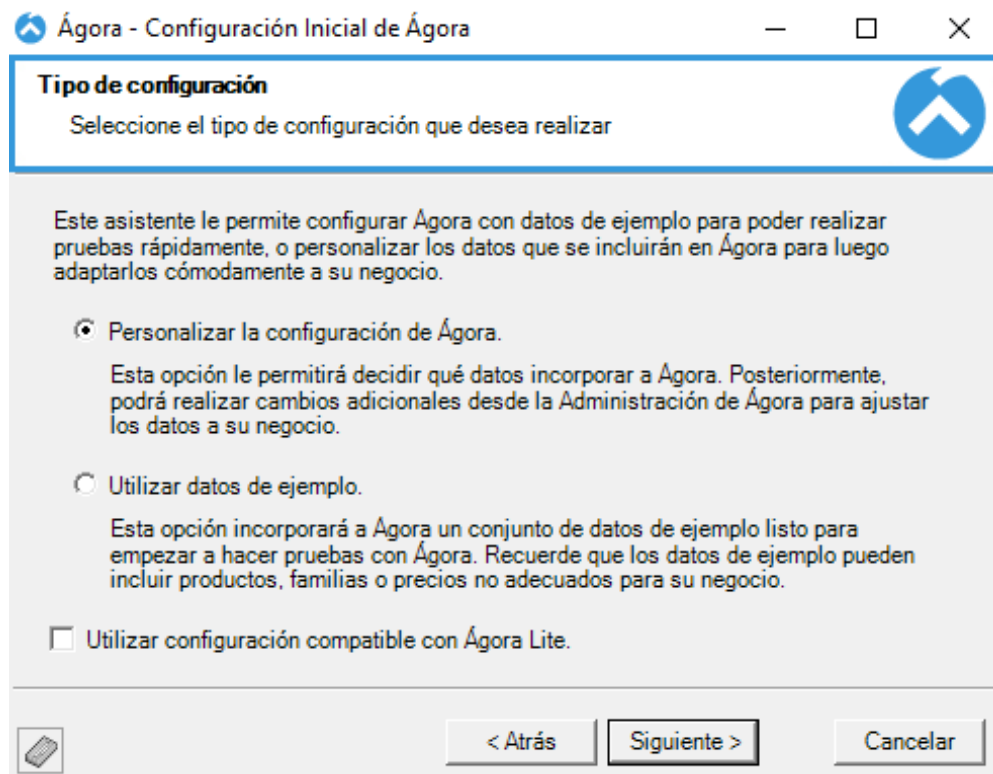 Ágora - Configuración Inicial de Ágora
Tipo de configuración
Seleccione el tipo de configuración que desea realizar
Este asistente le permite configurar Ágora con datos de ejemplo para poder realizar
pruebas rápidamente, o personalizar los datos que se incluirán en Ágora para luego
adaptarlos cómodamente a su negocio.
Personalizar la configuración de Ágora.
Esta opción le permitirá decidir qué datos incorporar a Agora. Posteriormente,
podrá realizar cambios adicionales desde la Administración de Ágora para ajustar
los datos a su negocio.
Utilizar datos de ejemplo.
Esta opción incorporará a Agora un conjunto de datos de ejemplo listo para
empezar a hacer pruebas con Ágora. Recuerde que los datos de ejemplo pueden
incluir productos, familias o precios no adecuados para su negocio.
Utilizar configuración compatible con Ágora Lite.
< Atrás
Siguiente >
Cancelar